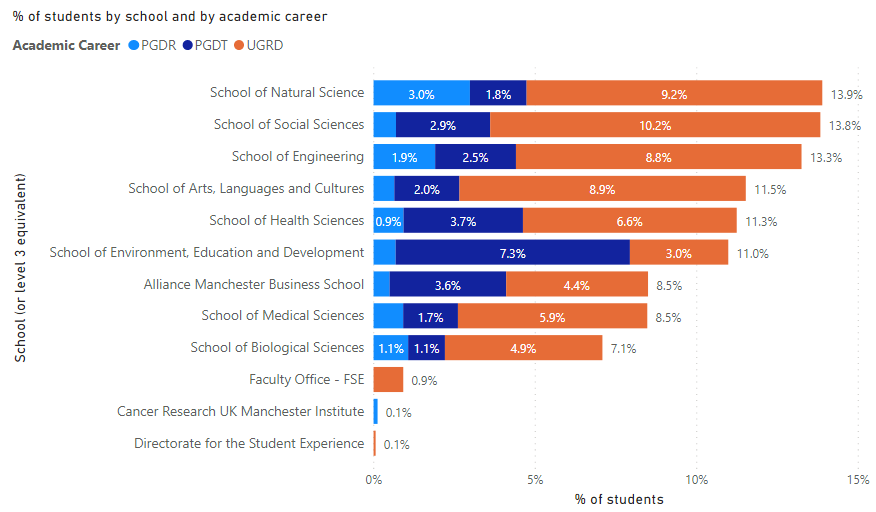 % of students by school and by academic career
Academic Career PGDR PGDT UGRD
School (or level 3 equivalent)
School of Natural Science 3.0% 1.8% 9.2% 13.9%
School of Social Sciences 2.9% 10.2% 13.8%
School of Engineering 1.9% 2.5% 8.8% 13.3%
School of Arts, Languages and Cultures 2.0% 8.9% 11.5%
School of Health Sciences 0.9% 3.7% 6.6% 11.3%
School of Environment, Education and Development 7.3% 3.0% 11.0%
Alliance Manchester Business School 3.6% 4.4% 8.5%
School of Medical Sciences 1.7% 5.9% 8.5%
School of Biological Sciences 1.1% 1.1% 4.9% 7.1%
Faculty Office - FSE 0.9%
Cancer Research UK Manchester Institute 0.1%
Directorate for the Student Experience 0.1%
0% 5% 10% 15%
% of students